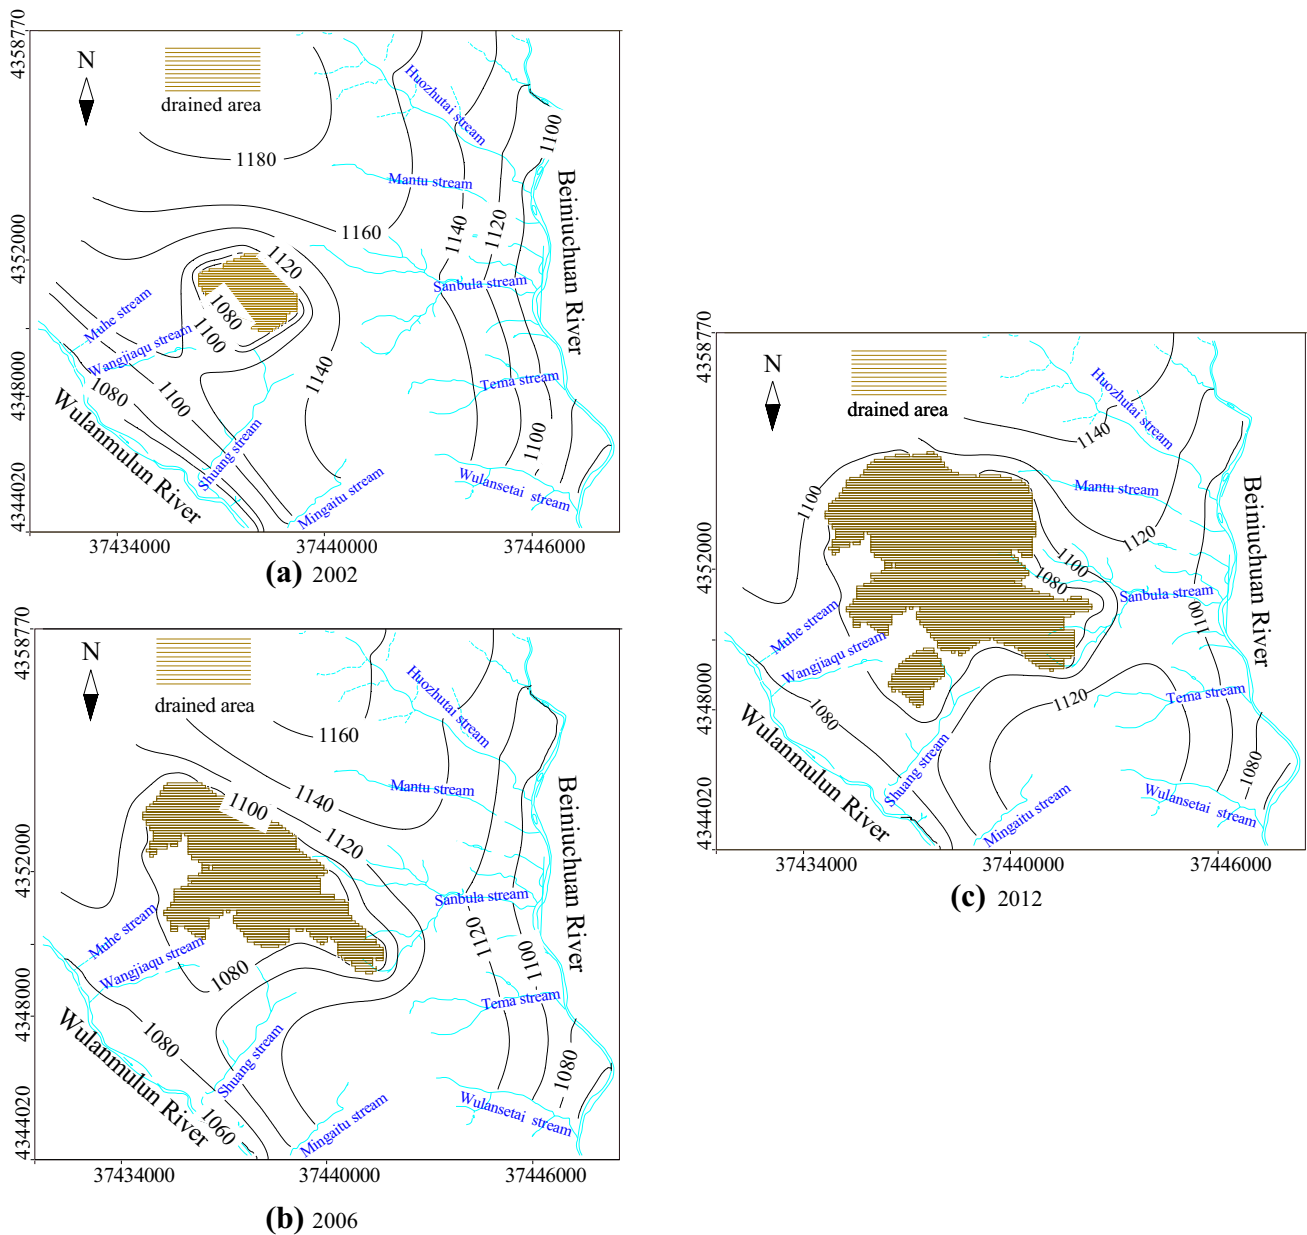 4358770
4352000
4348000
4344020
N
drained area
1180
1160
1140
1120
1100
1120
1080
1100
1140
1080
1100
1100
Huozhutai stream
Mantu stream
Sanbula stream
Tema stream
Wulansetai stream
Muhe stream
Wangjiaqu stream
Shuang stream
Mingaitu stream
Beiniuchuan River
Wulanmulun River
37434000
37440000
37446000
(a) 2002
4358770
4352000
4348000
4344020
N
drained area
1160
1140
1100
1120
1080
1080
1060
1120
1100
1080
Huozhutai stream
Mantu stream
Sanbula stream
Tema stream
Wulansetai stream
Muhe stream
Wangjiaqu stream
Shuang stream
Mingaitu stream
Beiniuchuan River
Wulanmulun River
37434000
37440000
37446000
(b) 2006
4358770
4352000
4348000
4344020
N
drained area
1140
1100
1120
1100
1080
1100
1120
1080
1080
Huozhutai stream
Mantu stream
Sanbula stream
Tema stream
Wulansetai stream
Muhe stream
Wangjiaqu stream
Shuang stream
Mingaitu stream
Beiniuchuan River
Wulanmulun River
37434000
37440000
37446000
(c) 2012